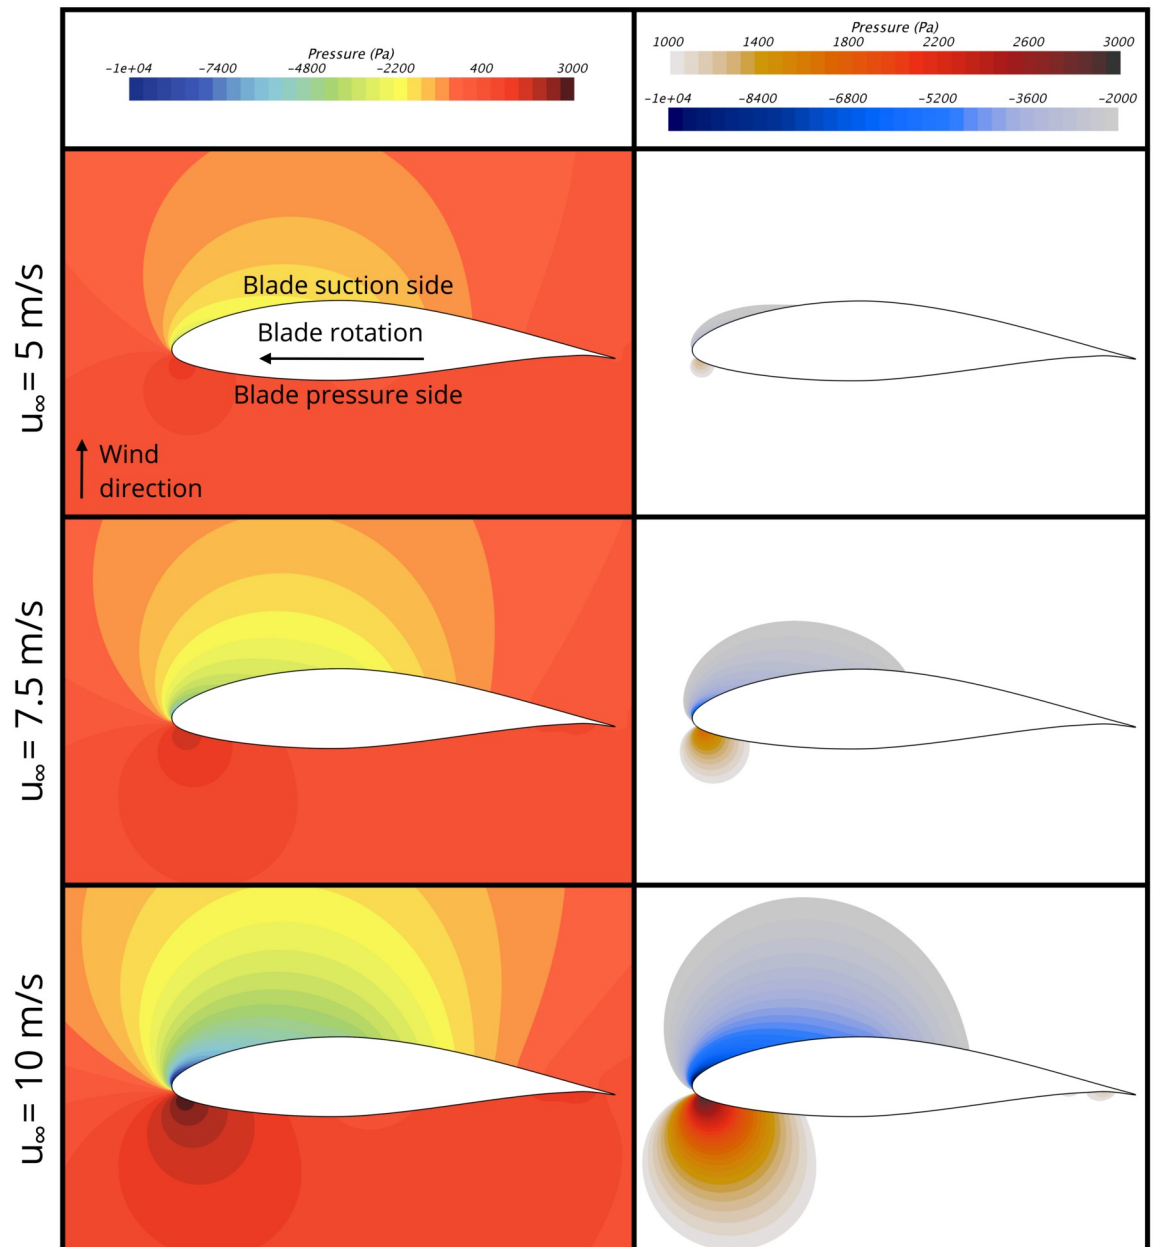 Pressure (Pa)
−1e+04 −7400 −4800 −2200 400 3000
Pressure (Pa)
1000 1400 1800 2200 2600 3000
−1e+04 −8400 −6800 −5200 −3600 −2000
u∞= 5 m/s
Blade suction side
Blade rotation
Blade pressure side
Wind
direction
u∞= 7.5 m/s
u∞= 10 m/s